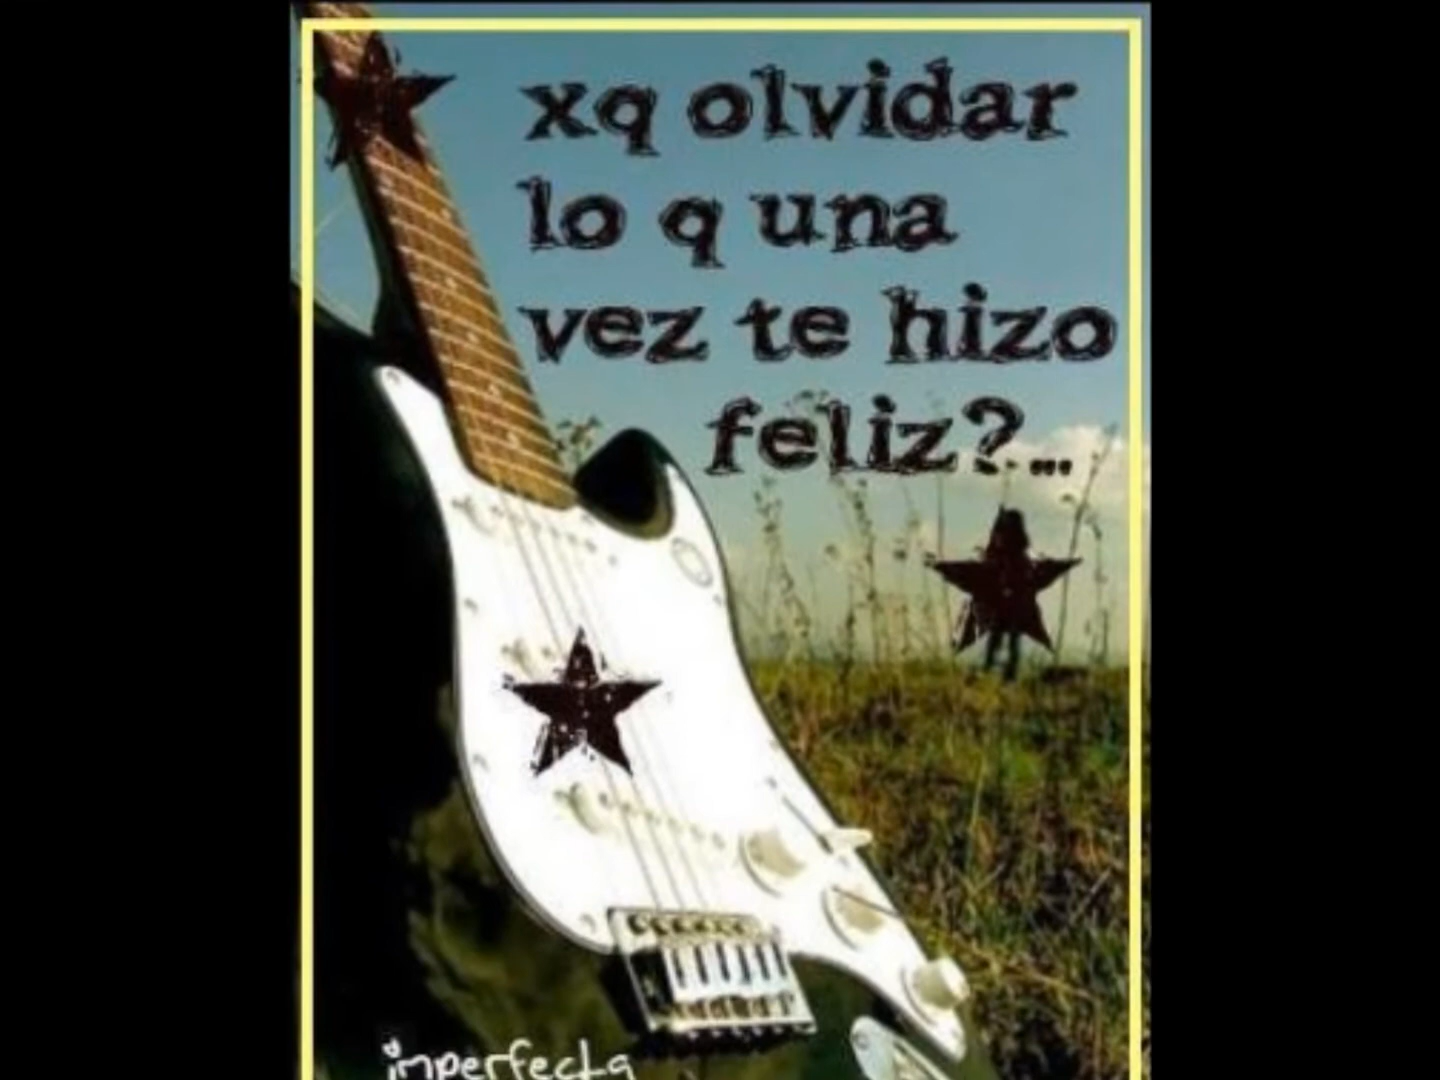 xq olvidar
lo q una
vez te hizo
feliz?...
imperfecta